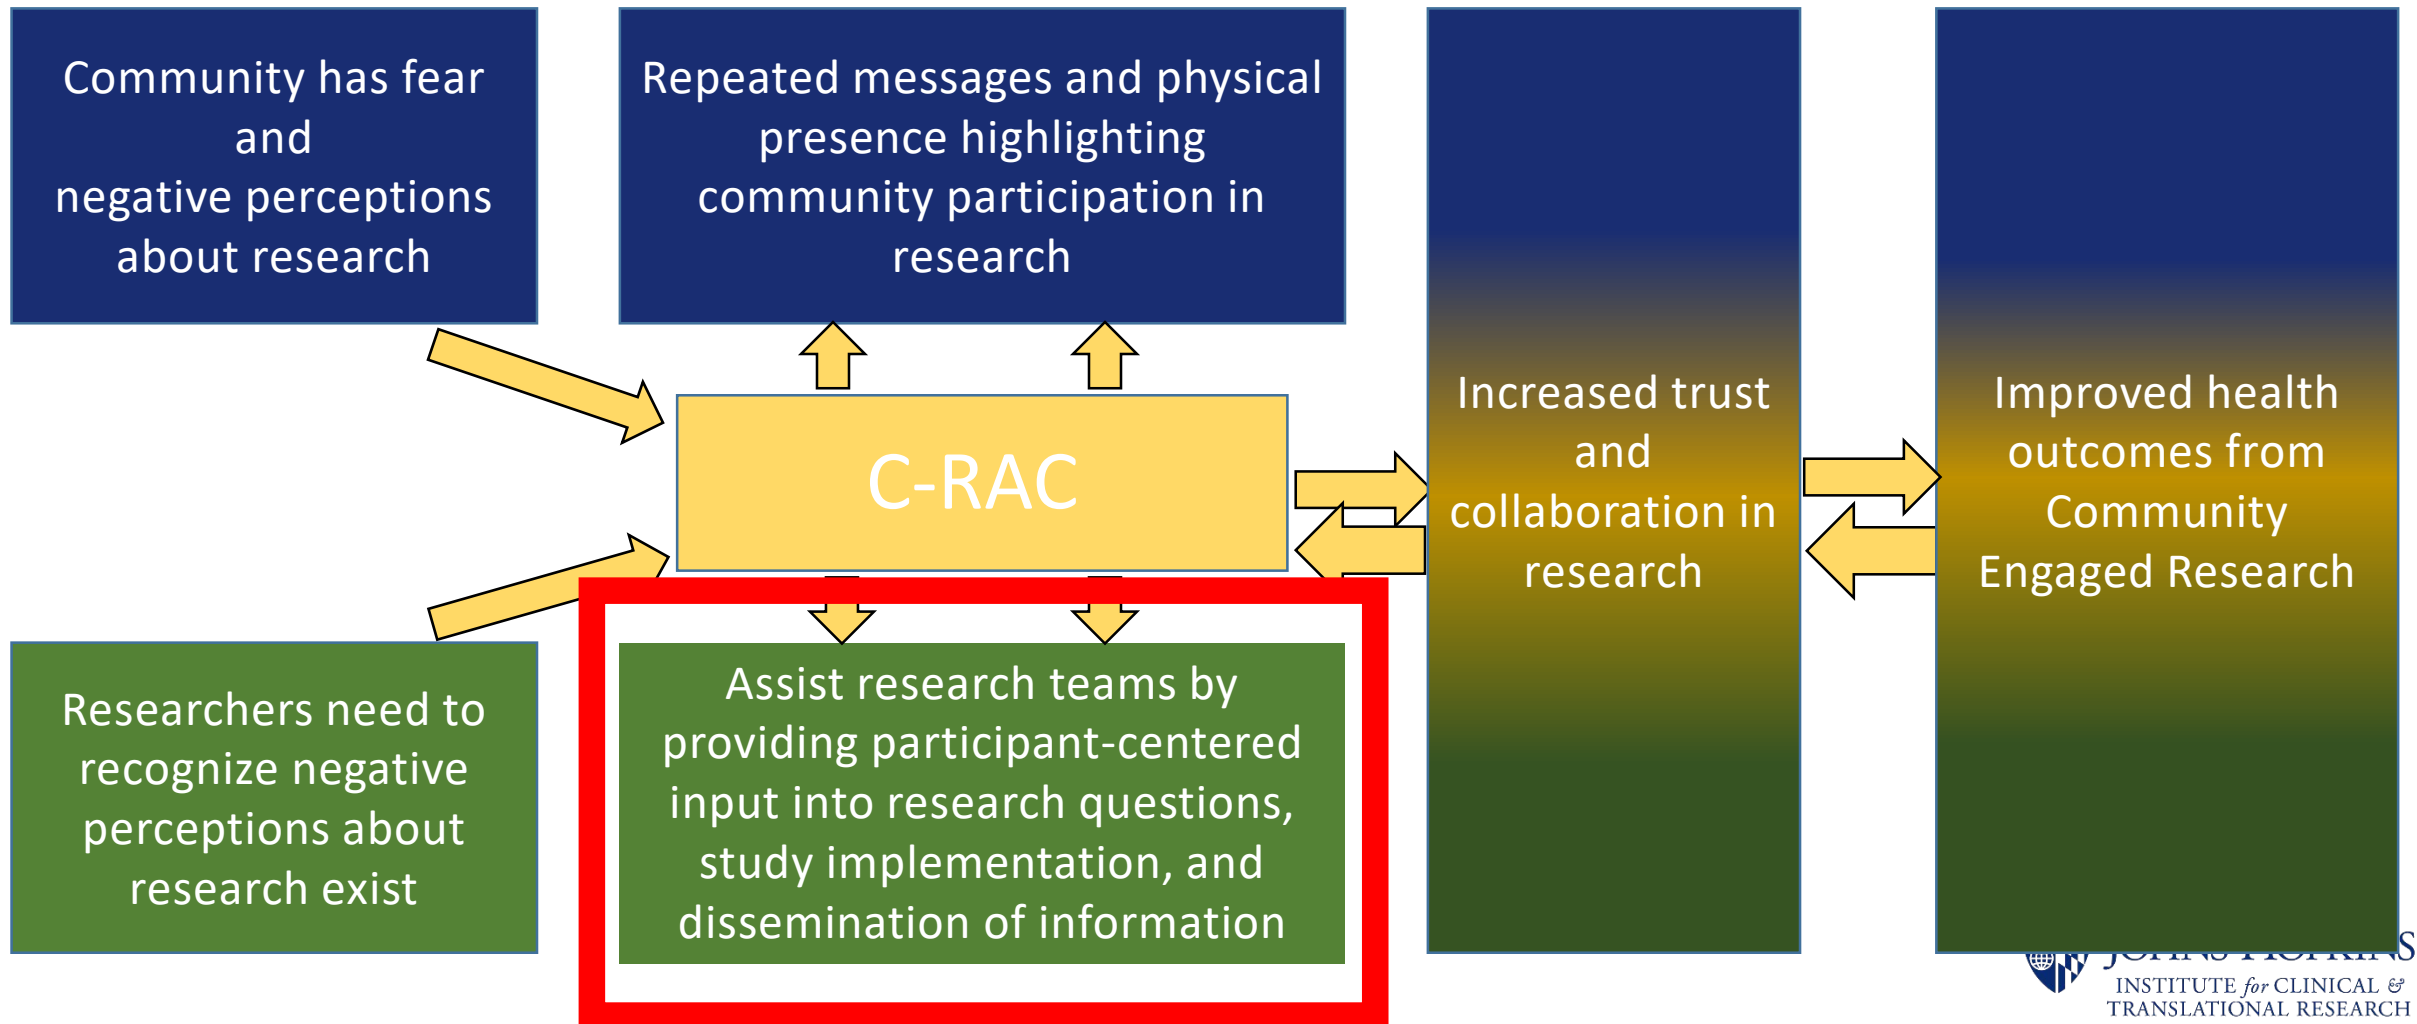 Community has fear
and
negative perceptions
about research
Repeated messages and physical
presence highlighting
community participation in
research
C-RAC
Increased trust
and
collaboration in
research
Improved health
outcomes from
Community
Engaged Research
Researchers need to
recognize negative
perceptions about
research exist
Assist research teams by
providing participant-centered
input into research questions,
study implementation, and
dissemination of information
JOHNS HOPKINS
INSTITUTE for CLINICAL &
TRANSLATIONAL RESEARCH